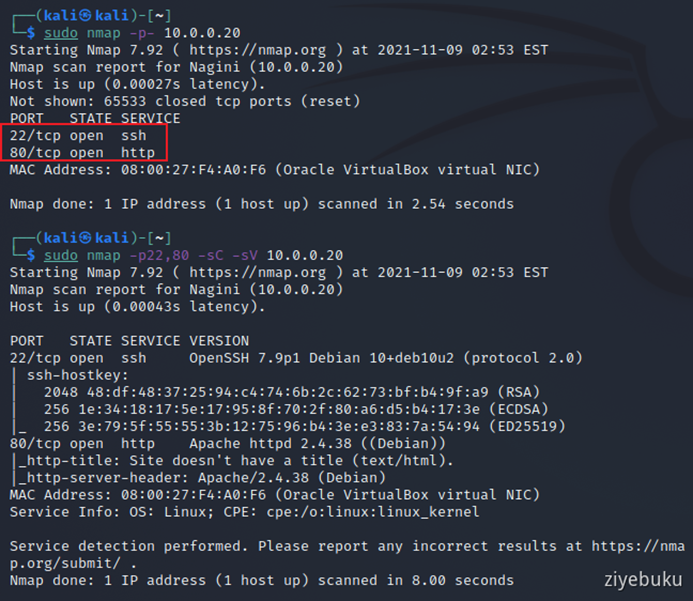 ┌──(kali㉿kali)-[~]
└─$ sudo nmap -p- 10.0.0.20
Starting Nmap 7.92 ( https://nmap.org ) at 2021-11-09 02:53 EST
Nmap scan report for Nagini (10.0.0.20)
Host is up (0.00027s latency).
Not shown: 65533 closed tcp ports (reset)
PORT   STATE SERVICE
22/tcp open  ssh
80/tcp open  http
MAC Address: 08:00:27:F4:A0:F6 (Oracle VirtualBox virtual NIC)
Nmap done: 1 IP address (1 host up) scanned in 2.54 seconds
┌──(kali㉿kali)-[~]
└─$ sudo nmap -p22,80 -sC -sV 10.0.0.20
Starting Nmap 7.92 ( https://nmap.org ) at 2021-11-09 02:53 EST
Nmap scan report for Nagini (10.0.0.20)
Host is up (0.00043s latency).
PORT   STATE SERVICE VERSION
22/tcp open  ssh     OpenSSH 7.9p1 Debian 10+deb10u2 (protocol 2.0)
| ssh-hostkey:
|   2048 48:df:48:37:25:94:c4:74:6b:2c:62:73:bf:b4:9f:a9 (RSA)
|   256 1e:34:18:17:5e:17:95:8f:70:2f:80:a6:d5:b4:17:3e (ECDSA)
|_  256 3e:79:5f:55:55:3b:12:75:96:b4:3e:e3:83:7a:54:94 (ED25519)
80/tcp open  http    Apache httpd 2.4.38 ((Debian))
|_http-title: Site doesn't have a title (text/html).
|_http-server-header: Apache/2.4.38 (Debian)
MAC Address: 08:00:27:F4:A0:F6 (Oracle VirtualBox virtual NIC)
Service Info: OS: Linux; CPE: cpe:/o:linux:linux_kernel
Service detection performed. Please report any incorrect results at https://nma
p.org/submit/ .
Nmap done: 1 IP address (1 host up) scanned in 8.00 seconds
ziyebuku